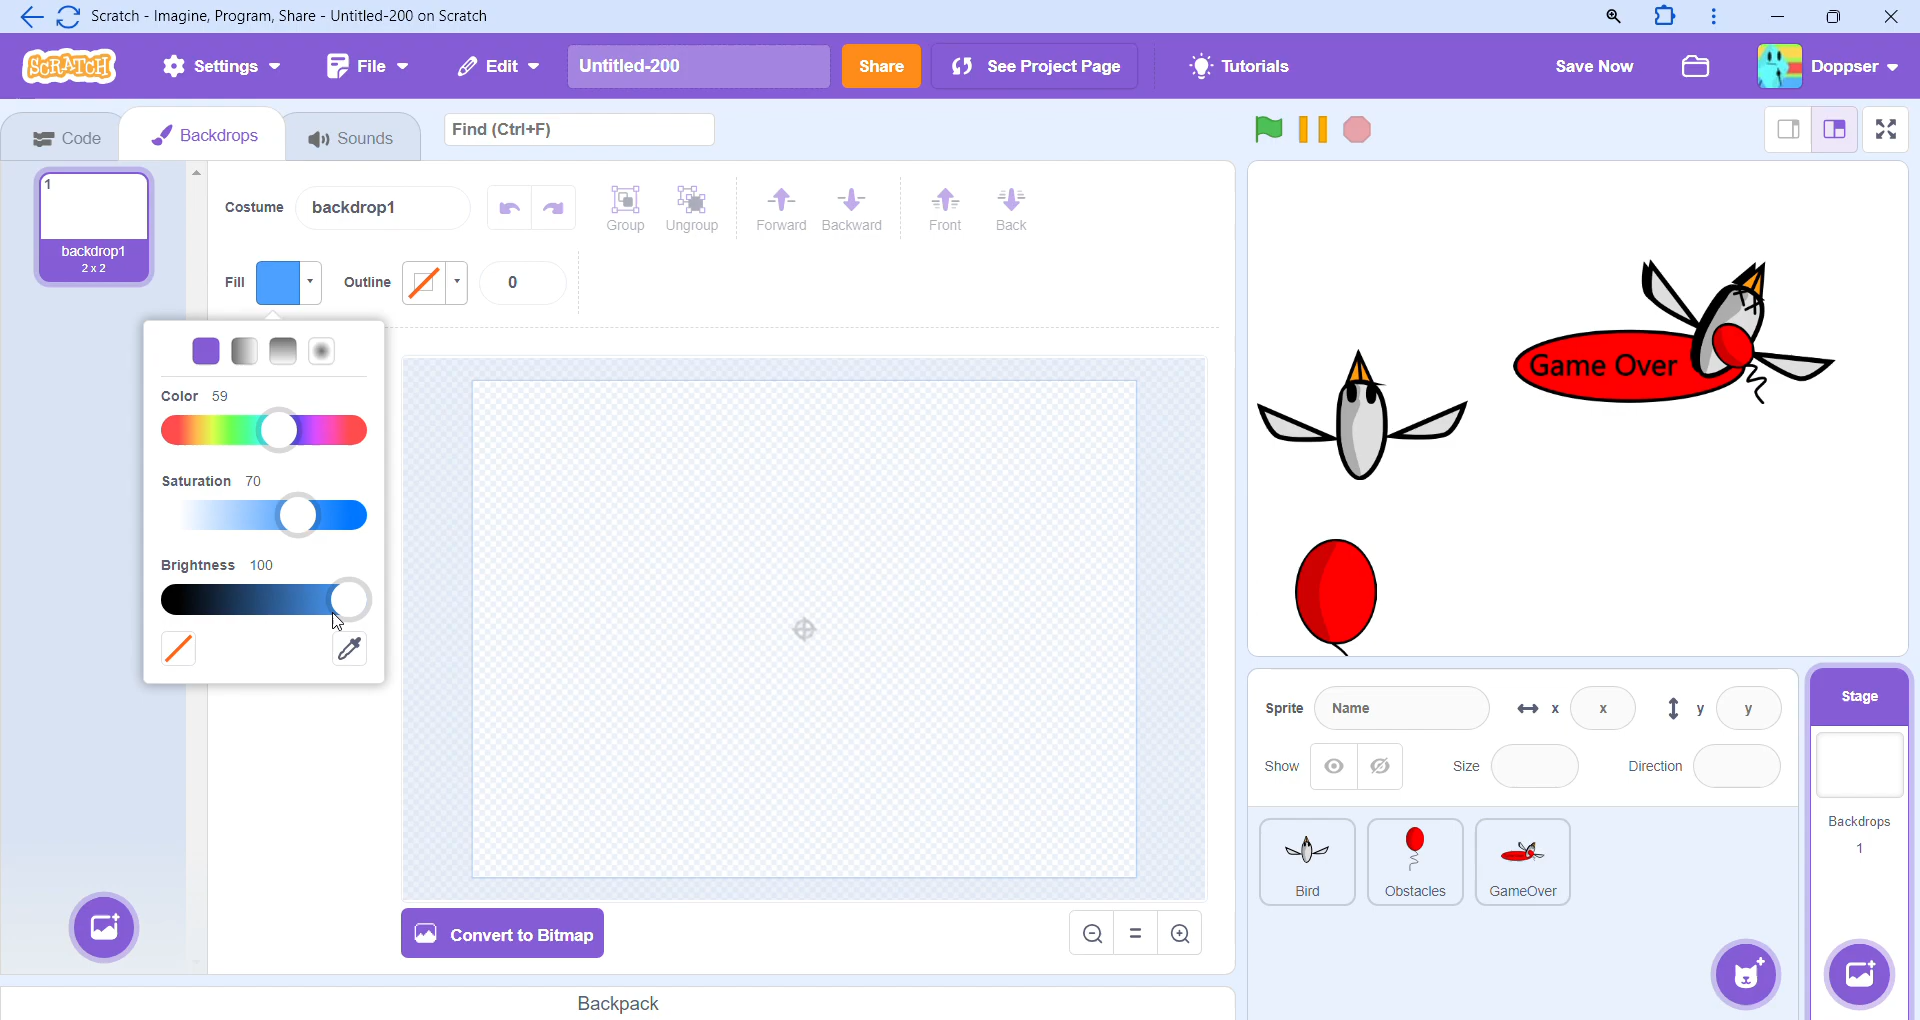 Scratch - Imagine, Program, Share - Untitled-200 on Scratch
SCRATCH Settings File Edit Untitled-200 Share See Project Page Tutorials Save Now Doppser
Code Backdrops Sounds Find (Ctrl+F)
1
backdrop1
2 x 2
Costume backdrop1 Group Ungroup Forward Backward Front Back
Fill Outline 0
Color 59
Saturation 70
Brightness 100
Convert to Bitmap
Backpack
Game Over
Sprite Name x x y y
Show Size Direction
Bird Obstacles GameOver
Stage
Backdrops
1